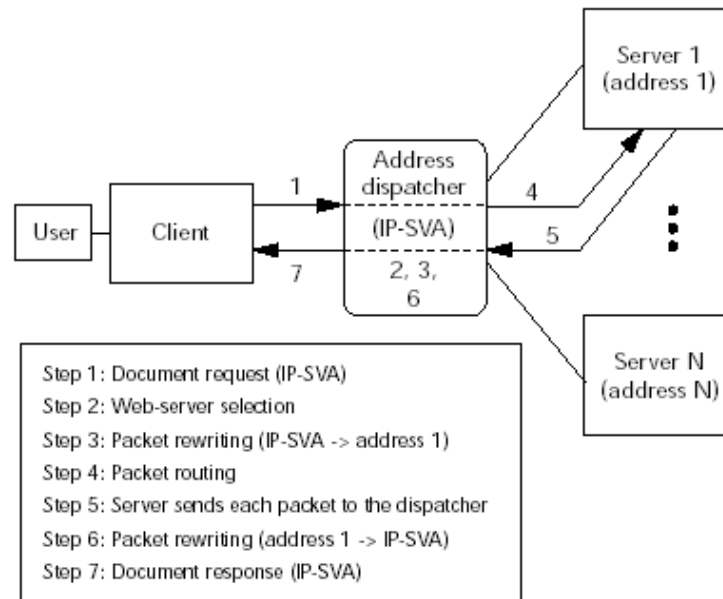 Server 1
(address 1)
Address
dispatcher
1
4
User
Client
(IP-SVA)
5
7
2, 3,
6
Server N
(address N)
Step 1: Document request (IP-SVA)
Step 2: Web-server selection
Step 3: Packet rewriting (IP-SVA -> address 1)
Step 4: Packet routing
Step 5: Server sends each packet to the dispatcher
Step 6: Packet rewriting (address 1 -> IP-SVA)
Step 7: Document response (IP-SVA)